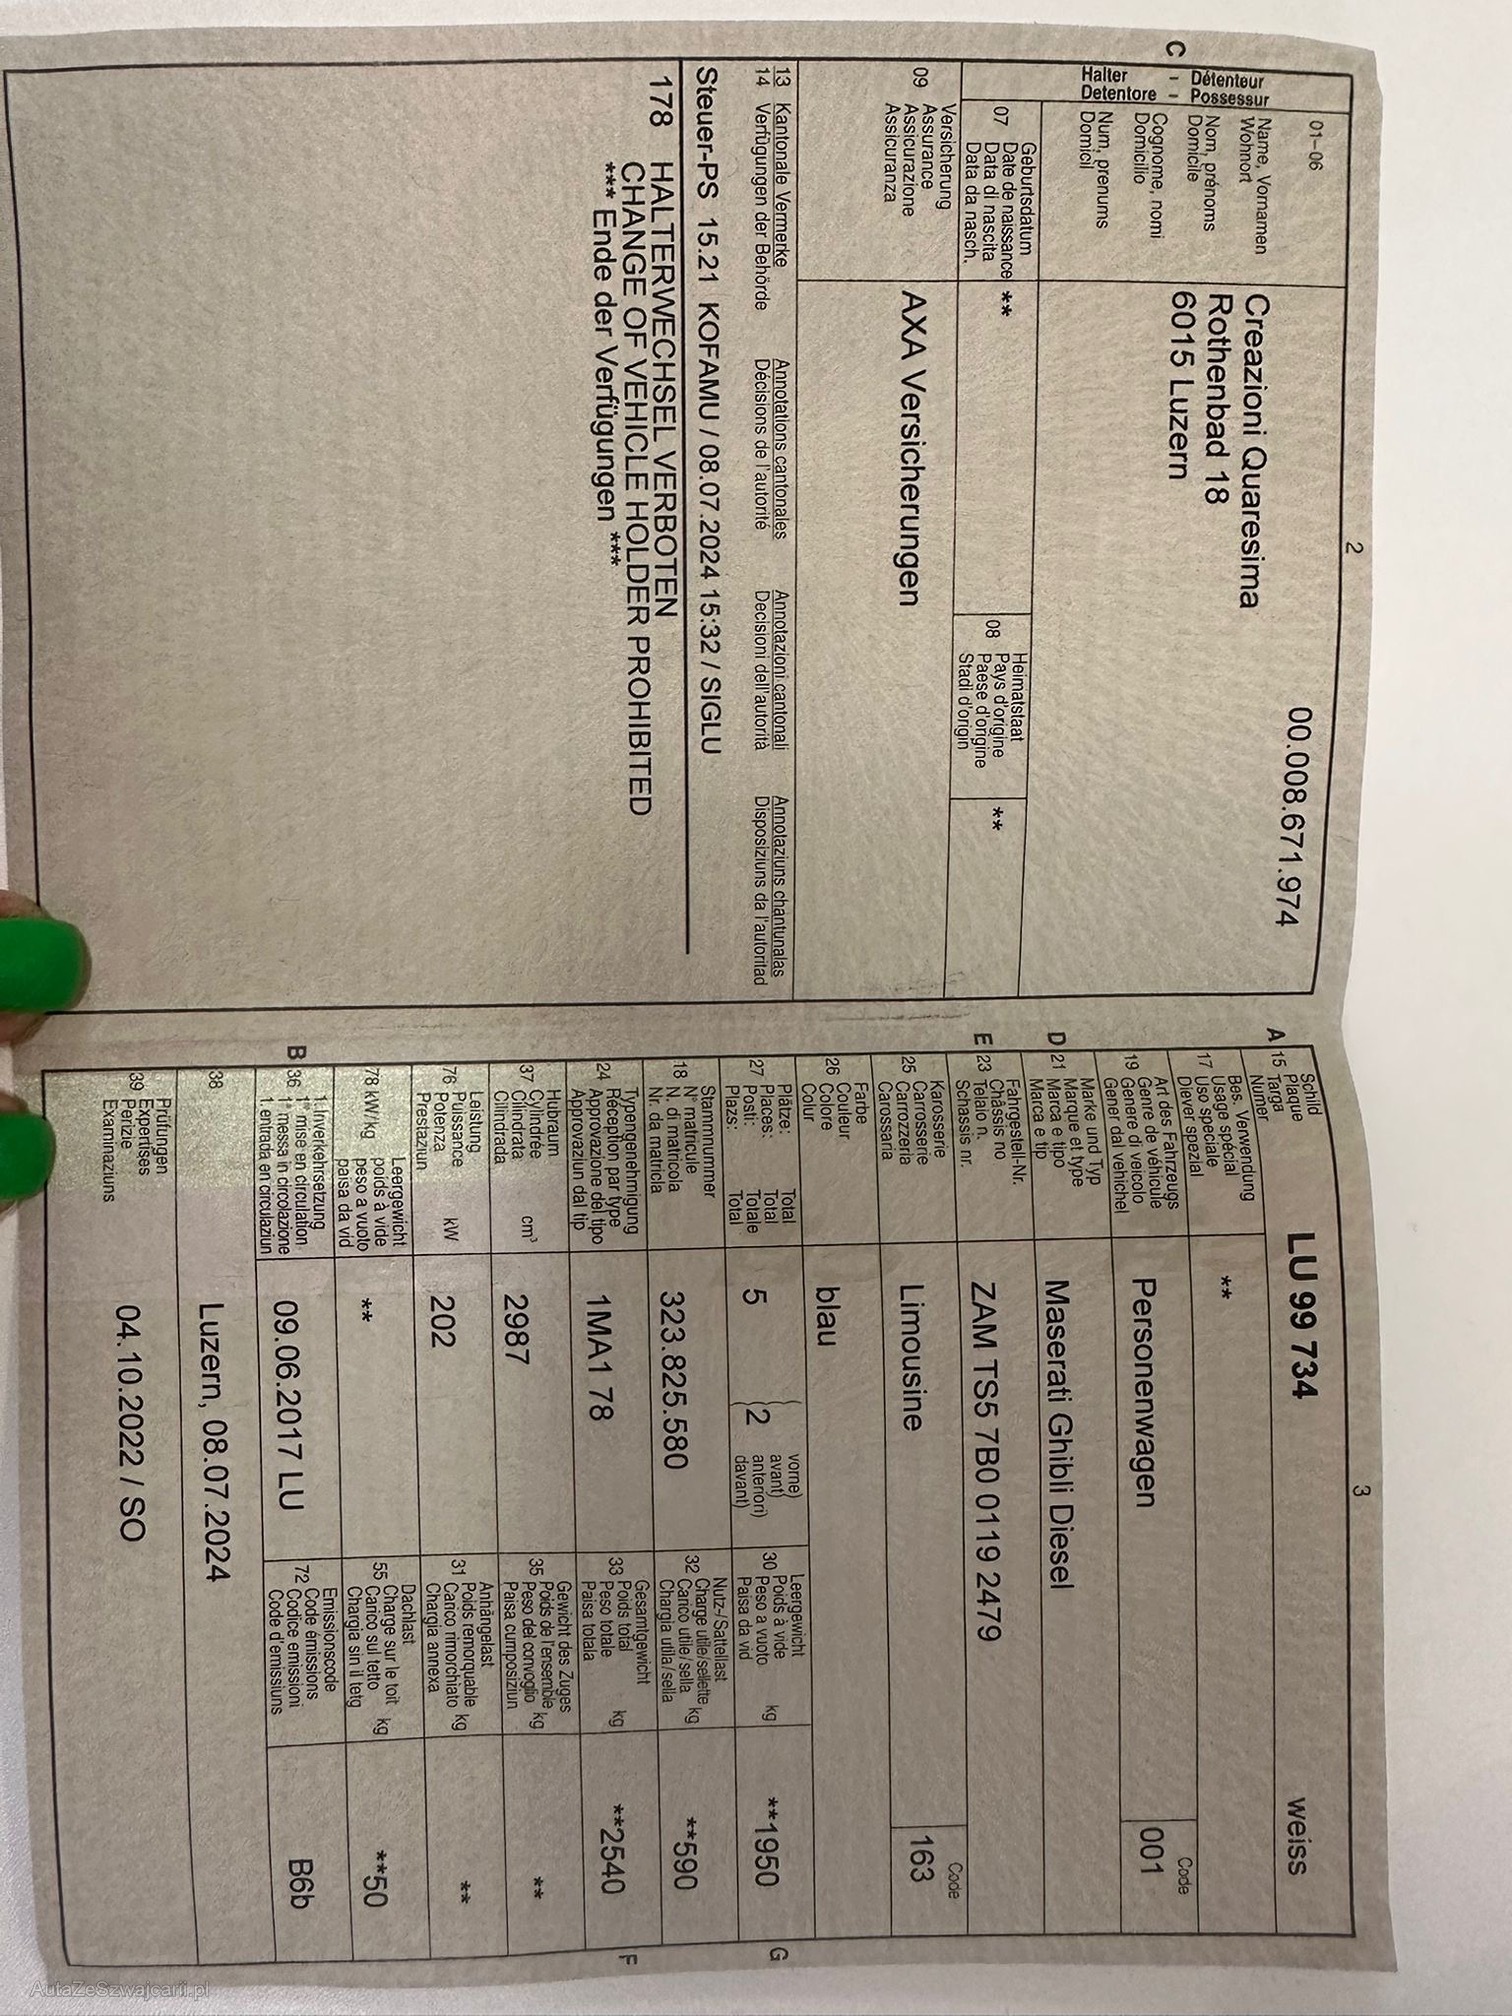 2
C
Halter - Détenteur
Detentore - Possessur
01–06
00.008.671.974
Name, Vornamen
Wohnort
Nom, prénoms
Domicile
Cognome, nomi
Domicilio
Num, prenums
Domicil
Creazioni Quaresima
Rothenbad 18
6015 Luzern
07
Geburtsdatum
Date de naissance
Data di nascita
Data da nasch.
**
08
Heimatstaat
Pays d'origine
Paese d'origine
Stadi d'origin
**
09
Versicherung
Assurance
Assicurazione
Assicuranza
AXA Versicherungen
13 Kantonale Vermerke Annotations cantonales Annotazioni cantonali Annotaziuns chantunalas
14 Verfügungen der Behörde Décisions de l'autorité Decisioni dell'autorità Disposiziuns da l'autoritad
Steuer-PS 15.21 KOFAMU / 08.07.2024 15:32 / SIGLU
178 HALTERWECHSEL VERBOTEN
CHANGE OF VEHICLE HOLDER PROHIBITED
*** Ende der Verfügungen ***
3
A 15
Schild
Plaque
Targa
Numer
LU 99 734 weiss
17
Bes. Verwendung
Usage spécial
Uso speciale
Diever spezial
**
19
Art des Fahrzeugs
Genre de véhicule
Genere di veicolo
Gener dal vehichel
Personenwagen
Code
001
D 21
Marke und Typ
Marque et type
Marca e tipo
Marca e tip
Maserati Ghibli Diesel
E 23
Fahrgestell-Nr.
Châssis no
Telaio n.
Schassis nr.
ZAM TS5 7B0 0119 2479
25
Karosserie
Carrosserie
Carrozzeria
Carossaria
Limousine
Code
163
26
Farbe
Couleur
Colore
Colur
blau
27
Plätze: Total
Places: Total
Posti: Totale
Plazs: Total
5
2
vorne)
avant)
anteriori)
davant)
30
Leergewicht
Poids à vide
Peso a vuoto kg
Paisa da vid
**1950
G
18
Stammnummer
N° matricule
N. di matricola
Nr. da matricla
323.825.580
32
Nutz-/Sattellast
Charge utile/sellette kg
Carico utile/sella
Chargia utila/sella
**590
24
Typengenehmigung
Réception par type
Approvazione del tipo
Approvaziun dal tip
1MA1 78
33
Gesamtgewicht
Poids total kg
Peso totale
Paisa totala
**2540
F
37
Hubraum
Cylindrée
Cilindrata cm³
Cilindrada
2987
35
Gewicht des Zuges
Poids de l'ensemble kg
Peso del convoglio
Paisa cumposiziun
**
76
Leistung
Puissance
Potenza kW
Prestaziun
202
31
Anhängelast
Poids remorquable kg
Carico rimorchiato
Chargia annexa
**
78 kW/kg
Leergewicht
poids à vide
peso a vuoto
paisa da vid
**
55
Dachlast
Charge sur le toit kg
Carico sul tetto
Chargia sin il tetg
**50
B 36
1. Inverkehrsetzung
1re mise en circulation
1a messa in circolazione
1. entrada en circulaziun
09.06.2017 LU
72
Emissionscode
Code émissions
Codice emissioni
Code d'emissiuns
B6b
38
Luzern, 08.07.2024
39
Prüfungen
Expertises
Perizie
Examinaziuns
04.10.2022 / SO
AutaZeSzwajcarii.pl